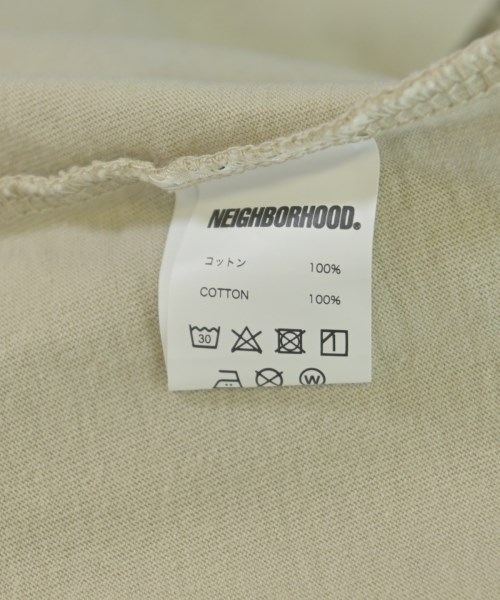 NEIGHBORHOOD®
コットン 100%
COTTON 100%
30
W